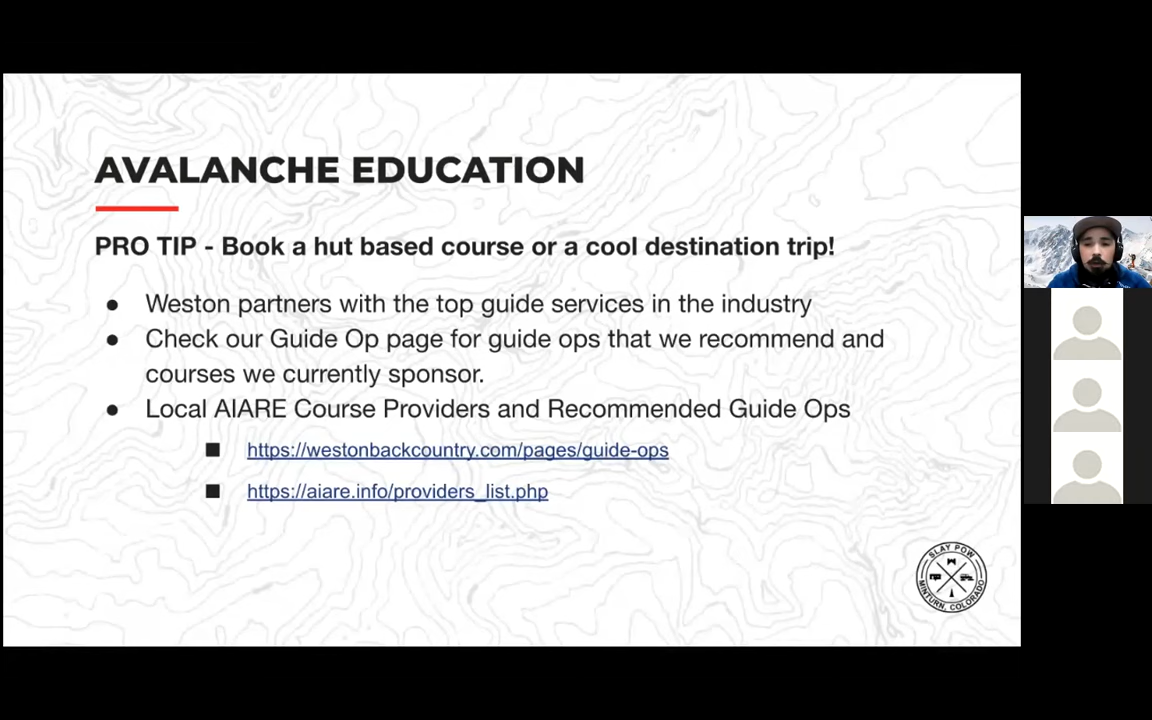 AVALANCHE EDUCATION
PRO TIP - Book a hut based course or a cool destination trip!
● Weston partners with the top guide services in the industry
● Check our Guide Op page for guide ops that we recommend and
courses we currently sponsor.
● Local AIARE Course Providers and Recommended Guide Ops
■ https://westonbackcountry.com/pages/guide-ops
■ https://aiare.info/providers_list.php
SLAY POW
MINTURN, COLORADO